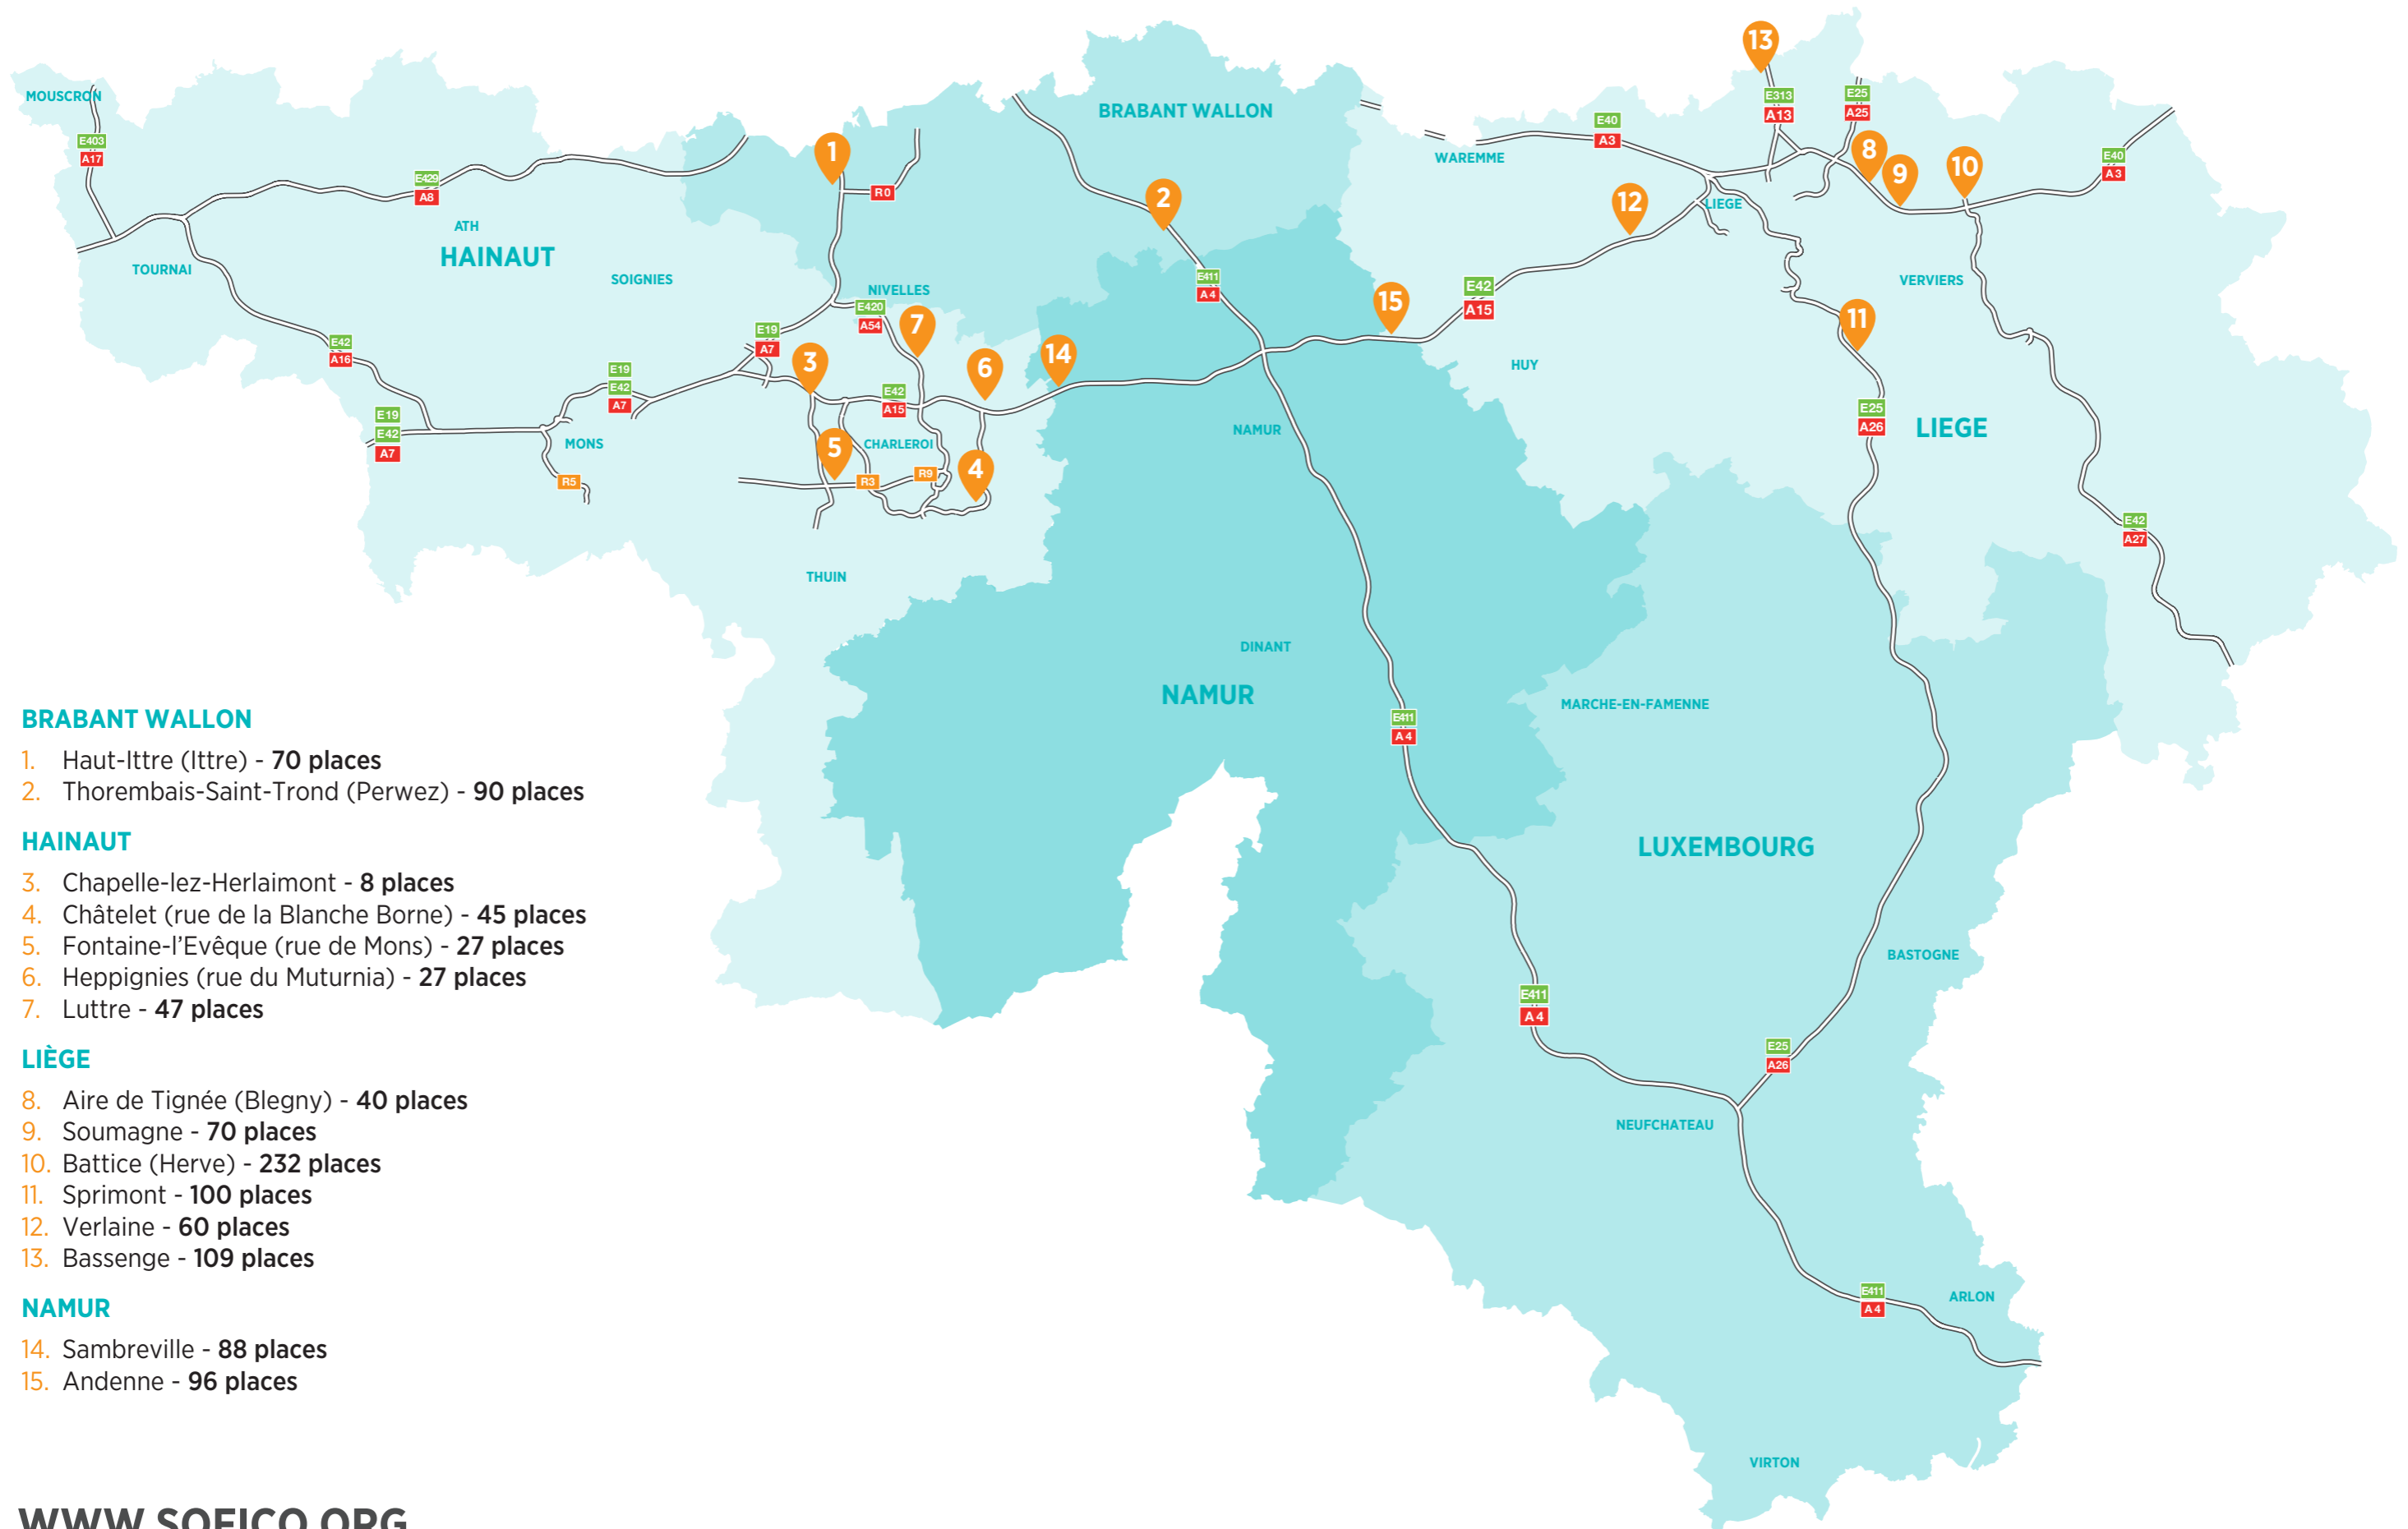 13
MOUSCRON
E403
A17
BRABANT WALLON
E313
A13
E25
A25
E40
A3
WAREMME
1
8
9
10
E40
A3
E429
A8
R0
2
12
LIEGE
ATH
HAINAUT
TOURNAI
SOIGNIES
NIVELLES
E420
A54
E411
A4
15
E42
A15
VERVIERS
11
E19
A7
7
E42
A16
3
6
14
HUY
E19
E42
A7
E42
A15
E19
E42
A7
MONS
5
CHARLEROI
4
NAMUR
E25
A26
LIEGE
R5
R3
R9
E42
A27
THUIN
DINANT
NAMUR
MARCHE-EN-FAMENNE
E411
A4
LUXEMBOURG
BASTOGNE
E411
A4
E25
A26
NEUFCHATEAU
E411
A4
ARLON
VIRTON
BRABANT WALLON
1. Haut-Ittre (Ittre) - 70 places
2. Thorembais-Saint-Trond (Perwez) - 90 places
HAINAUT
3. Chapelle-lez-Herlaimont - 8 places
4. Châtelet (rue de la Blanche Borne) - 45 places
5. Fontaine-l'Evêque (rue de Mons) - 27 places
6. Heppignies (rue du Muturnia) - 27 places
7. Luttre - 47 places
LIÈGE
8. Aire de Tignée (Blegny) - 40 places
9. Soumagne - 70 places
10. Battice (Herve) - 232 places
11. Sprimont - 100 places
12. Verlaine - 60 places
13. Bassenge - 109 places
NAMUR
14. Sambreville - 88 places
15. Andenne - 96 places
WWW.SOFICO.ORG